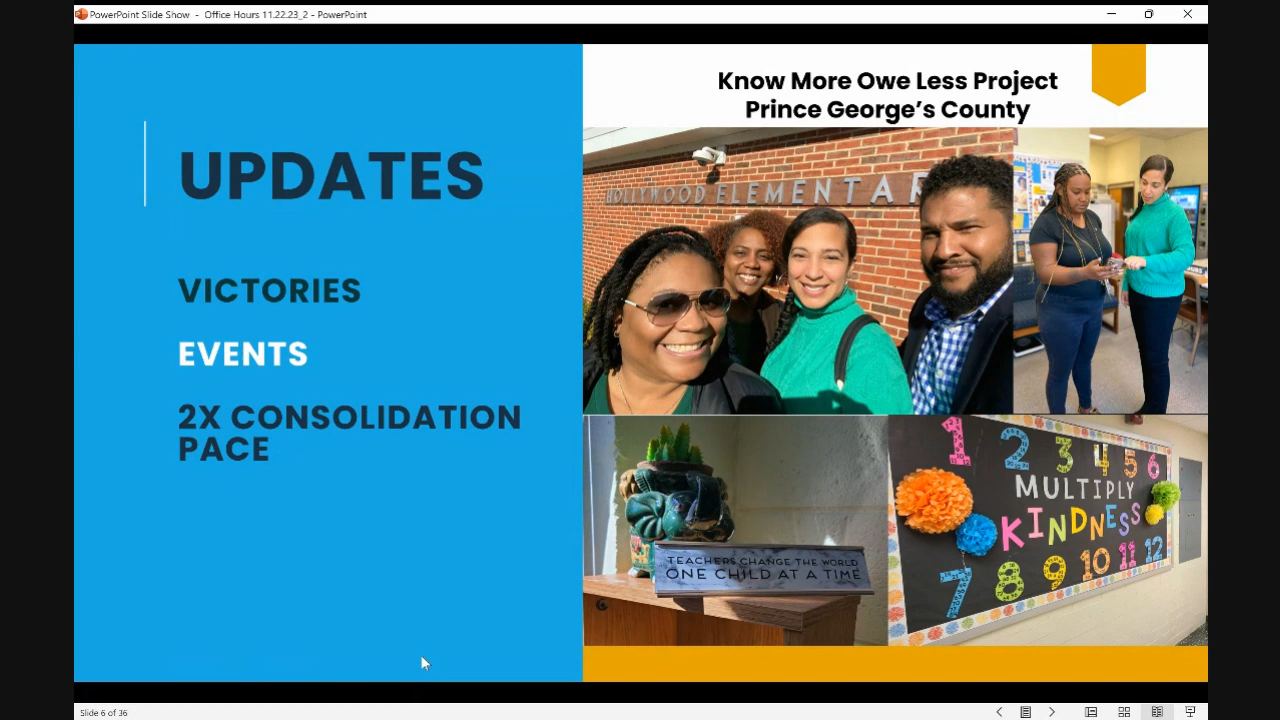 PowerPoint Slide Show - Office Hours 11.22.23_2 - PowerPoint
UPDATES
VICTORIES
EVENTS
2X CONSOLIDATION
PACE
Know More Owe Less Project
Prince George's County
HOLLYWOOD ELEMENTAR
TEACHERS CHANGE THE WORLD
ONE CHILD AT A TIME
1 2 3 4 5 6
MULTIPLY
KINDNESS
7 8 9 10 11 12
Slide 6 of 36